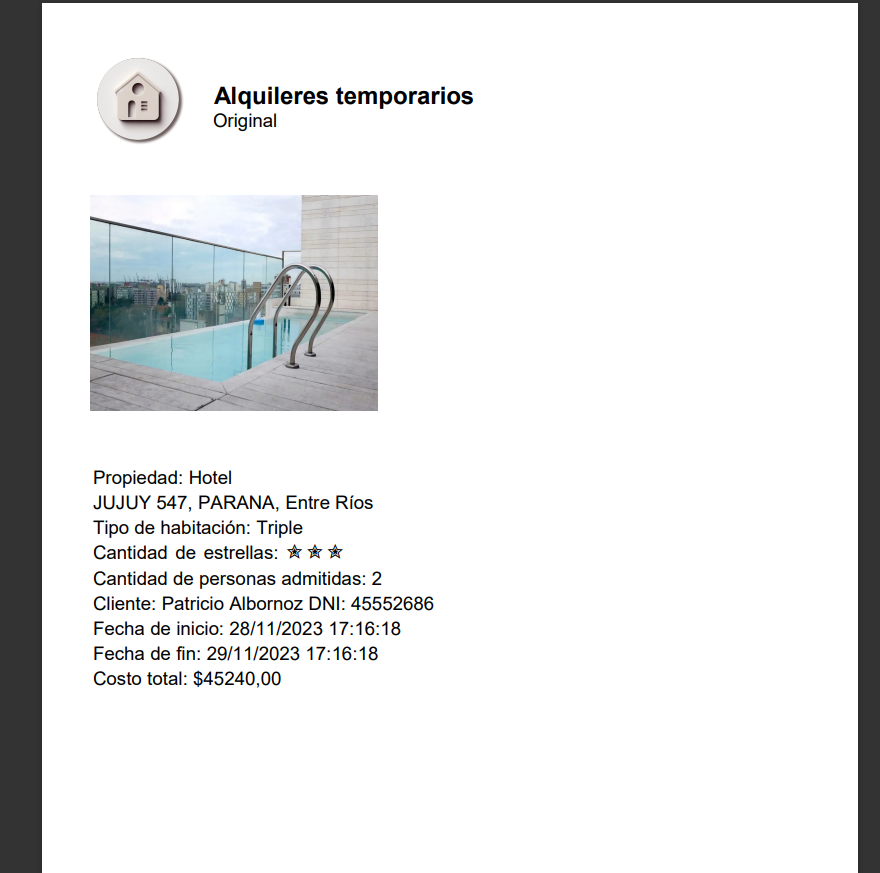 Alquileres temporarios
Original
Propiedad: Hotel
JUJUY 547, PARANA, Entre Ríos
Tipo de habitación: Triple
Cantidad de estrellas: ✯✯✯
Cantidad de personas admitidas: 2
Cliente: Patricio Albornoz DNI: 45552686
Fecha de inicio: 28/11/2023 17:16:18
Fecha de fin: 29/11/2023 17:16:18
Costo total: $45240,00